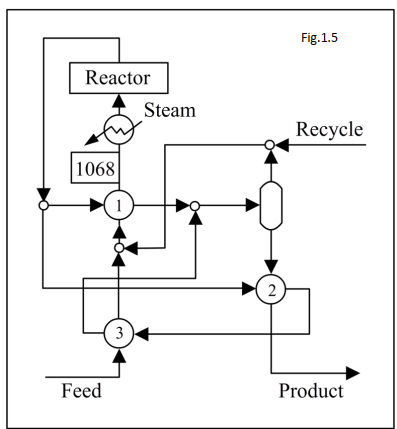 Fig.1.5
Reactor
Steam
Recycle
1068
1
2
3
Feed
Product